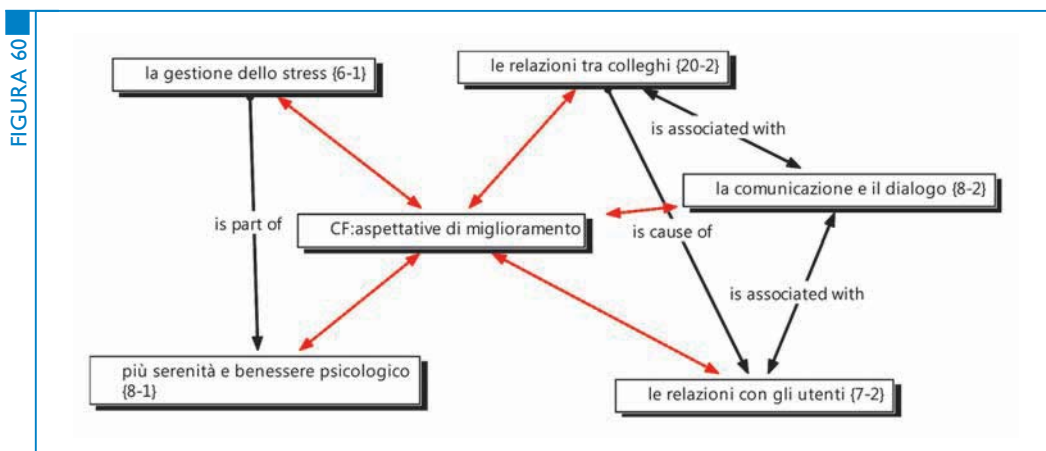 FIGURA 60
la gestione dello stress {6-1}
le relazioni tra colleghi {20-2}
is associated with
la comunicazione e il dialogo {8-2}
is part of
CF:aspettative di miglioramento
is cause of
is associated with
più serenità e benessere psicologico
{8-1}
le relazioni con gli utenti {7-2}